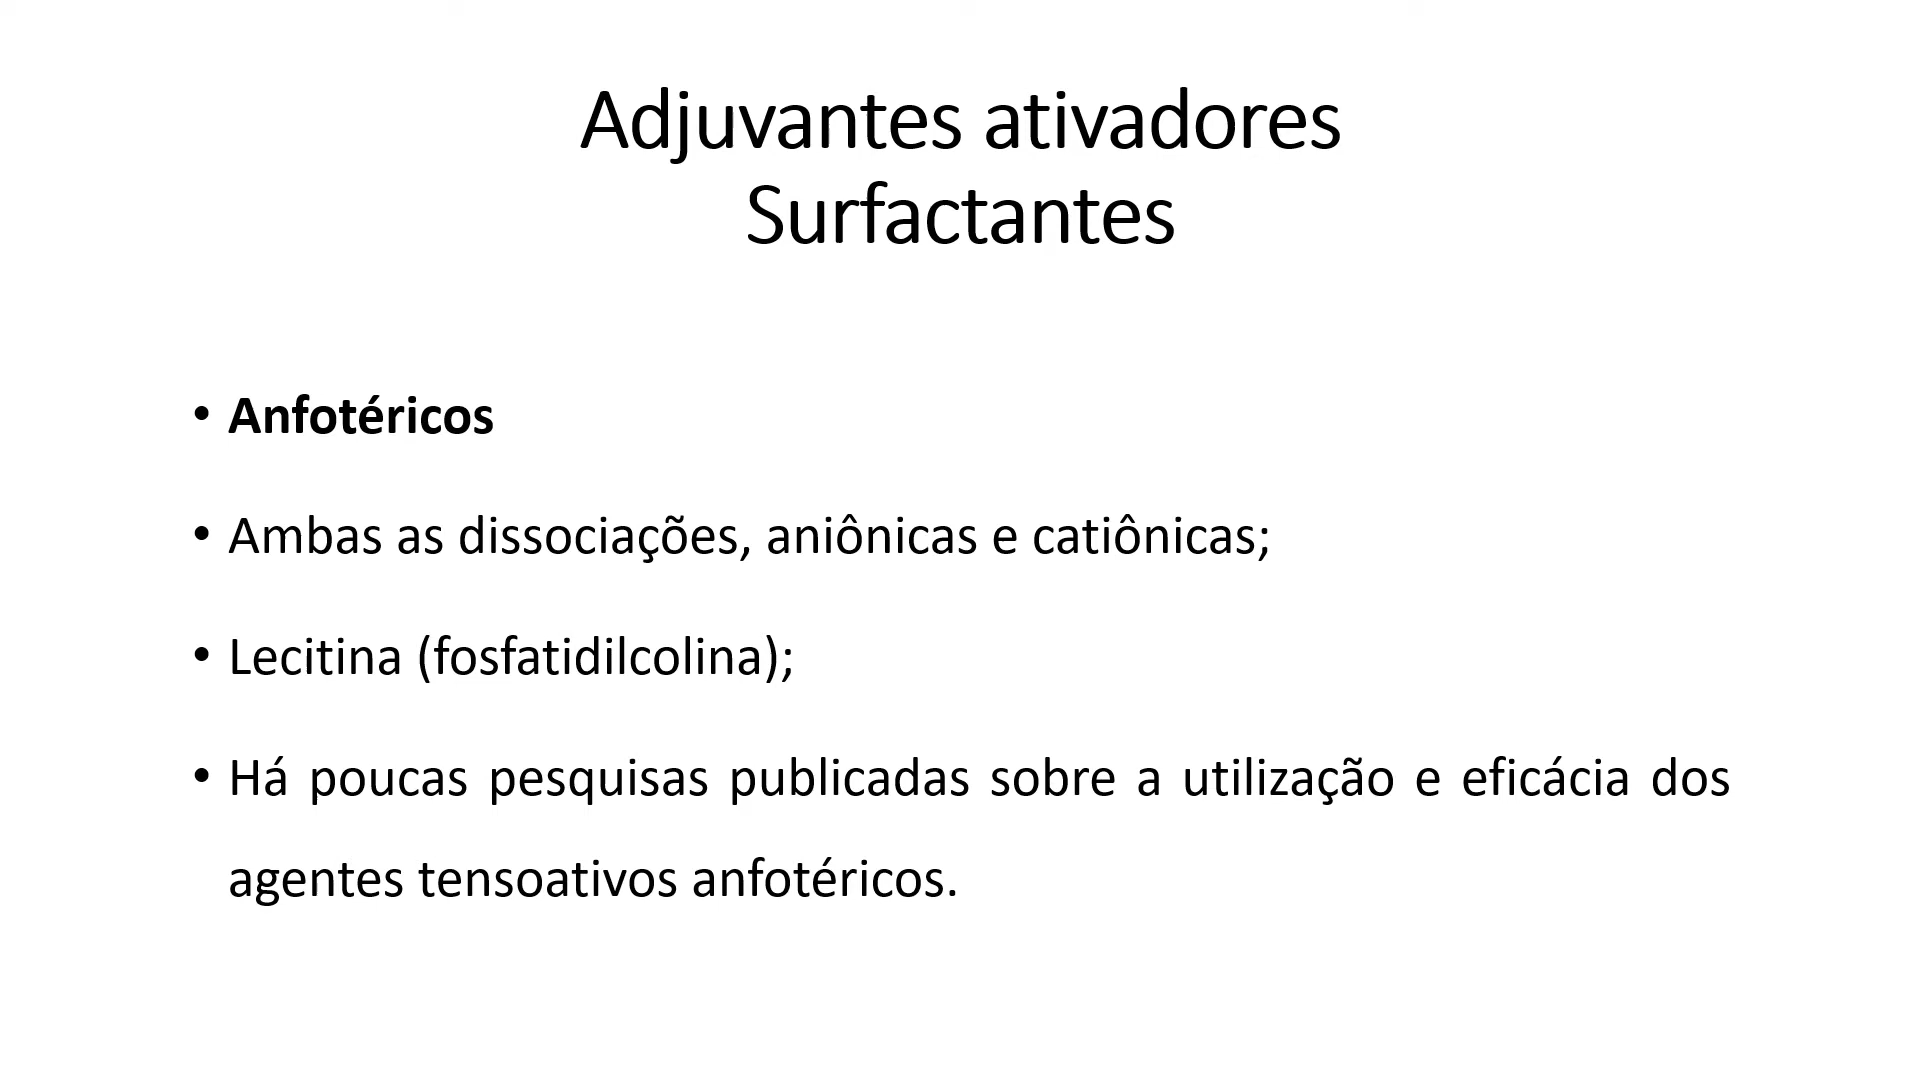 Adjuvantes ativadores
Surfactantes
• Anfotéricos
• Ambas as dissociações, aniônicas e catiônicas;
• Lecitina (fosfatidilcolina);
• Há poucas pesquisas publicadas sobre a utilização e eficácia dos
agentes tensoativos anfotéricos.